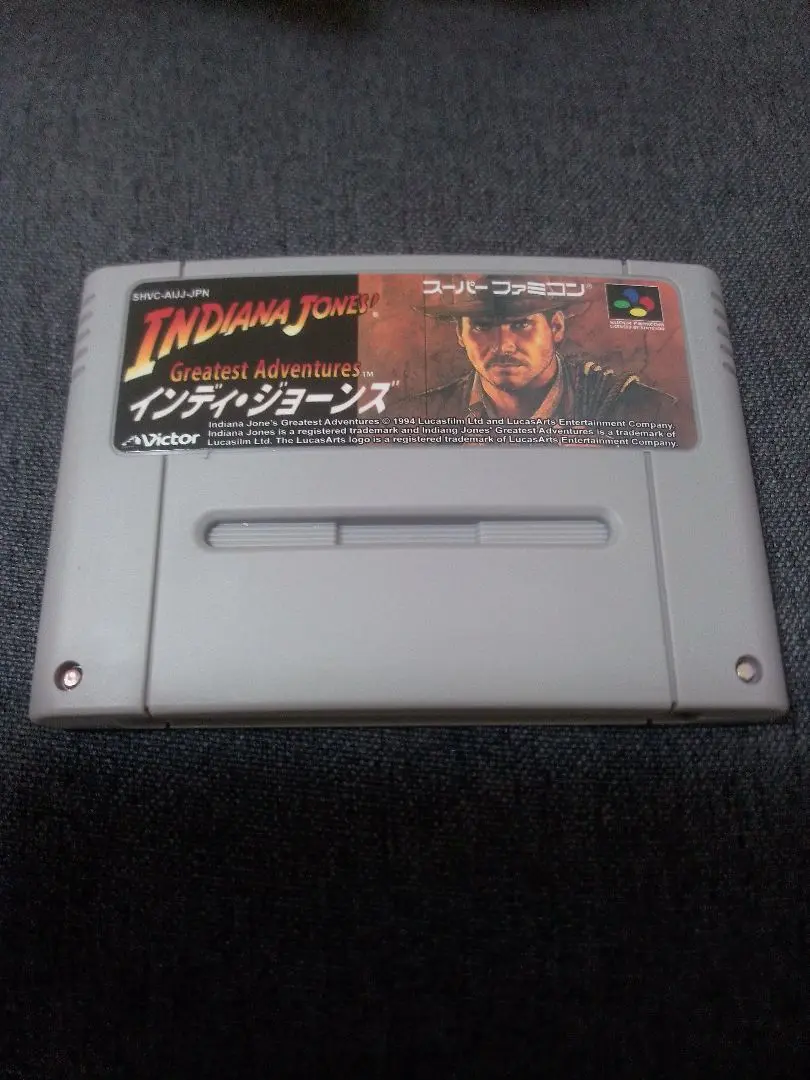 SHVC-AIJJ-JPN
スーパーファミコン®
INDIANA JONES'®
Greatest Adventures™
インディ・ジョーンズ
Victor
Indiana Jone's Greatest Adventures © 1994 Lucasfilm Ltd and LucasArts Entertainment Company.
Indiana Jones is a registered trademark and Indiang Jones' Greatest Adventures is a trademark of
Lucasilm Ltd. The LucasArts logo is a registered trademark of LucasArts Entertainment Company.